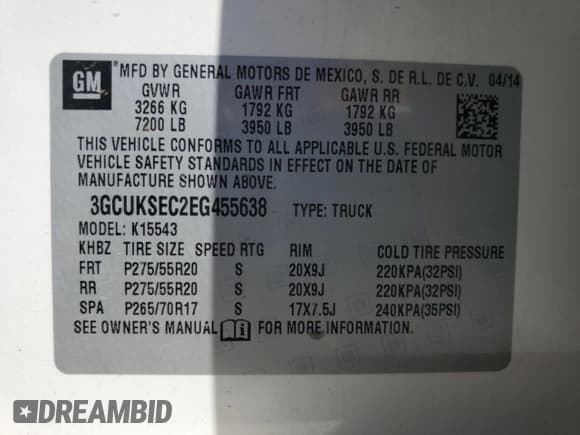 GM
MFD BY GENERAL MOTORS DE MEXICO, S. DE R.L. DE C.V. 04/14
GVWR GAWR FRT GAWR RR
3266 KG 1792 KG 1792 KG
7200 LB 3950 LB 3950 LB
THIS VEHICLE CONFORMS TO ALL APPLICABLE U.S. FEDERAL MOTOR
VEHICLE SAFETY STANDARDS IN EFFECT ON THE DATE OF
MANUFACTURE SHOWN ABOVE.
3GCUKSEC2EG455638 TYPE: TRUCK
MODEL: K15543
KHBZ TIRE SIZE SPEED RTG RIM COLD TIRE PRESSURE
FRT P275/55R20 S 20X9J 220KPA(32PSI)
RR P275/55R20 S 20X9J 220KPA(32PSI)
SPA P265/70R17 S 17X7.5J 240KPA(35PSI)
SEE OWNER'S MANUAL FOR MORE INFORMATION.
DREAMBID